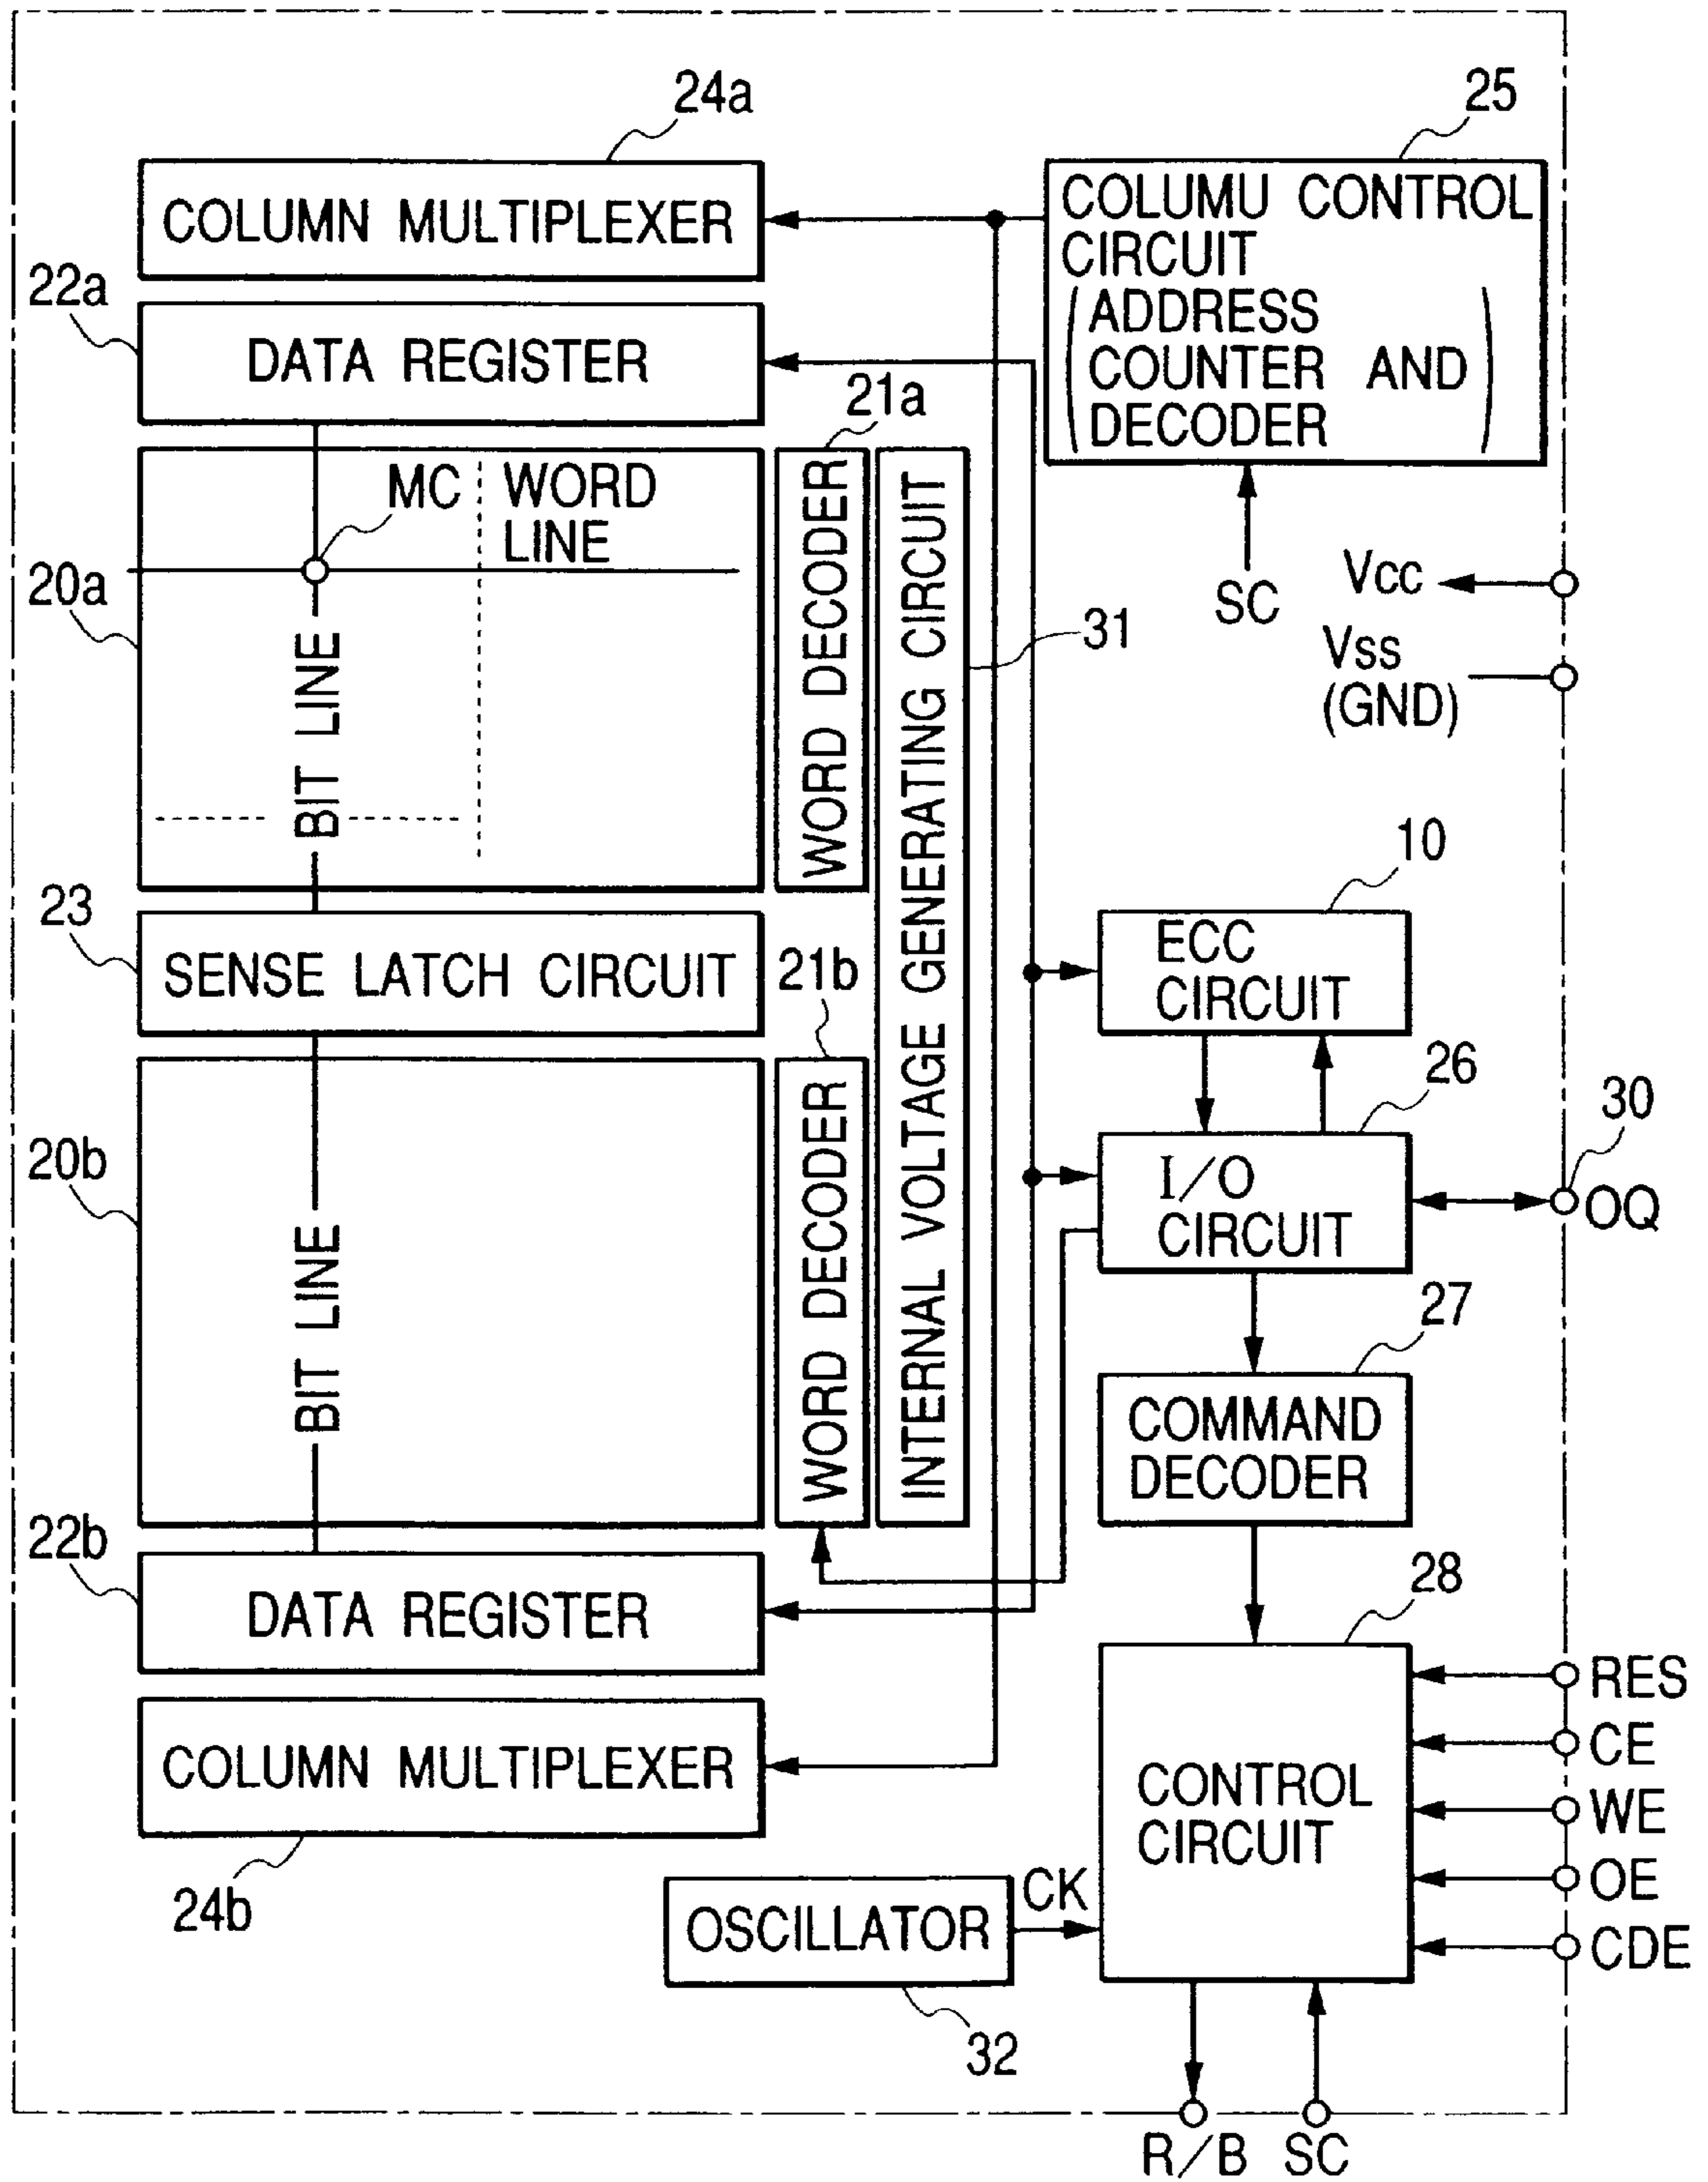 24a
25
COLUMN MULTIPLEXER
COLUMU CONTROL
CIRCUIT
(ADDRESS
COUNTER AND
DECODER)
22a
DATA REGISTER
21a
MC
WORD
LINE
WORD DECODER
INTERNAL VOLTAGE GENERATING CIRCUIT
20a
BIT LINE
SC
Vcc
31
Vss
(GND)
10
23
SENSE LATCH CIRCUIT
21b
ECC
CIRCUIT
26
30
20b
BIT LINE
WORD DECODER
I/O
CIRCUIT
OQ
27
COMMAND
DECODER
22b
DATA REGISTER
28
RES
COLUMN MULTIPLEXER
CE
CONTROL
CIRCUIT
WE
24b
OE
OSCILLATOR
CK
CDE
32
R/B
SC